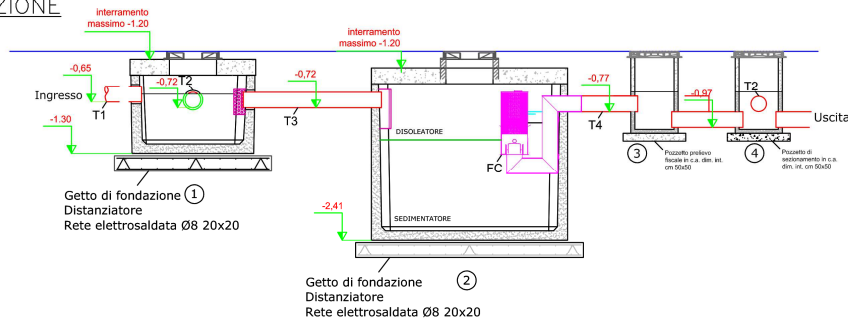 ZIONE
interramento
massimo -1.20
interramento
massimo -1.20
-0,65
Ingresso
T1
-1.30
-0,72
T2
-0,72
T3
DISOLEATORE
SEDIMENTATORE
-2,41
FC
-0,77
T4
-0,97
T2
Uscita
3
Pozzetto prelievo
fiscale in c.a. dim. int.
cm 50x50
4
Pozzetto di
sezionamento in c.a.
dim. int. cm 50x50
Getto di fondazione 1
Distanziatore
Rete elettrosaldata Ø8 20x20
2
Getto di fondazione
Distanziatore
Rete elettrosaldata Ø8 20x20